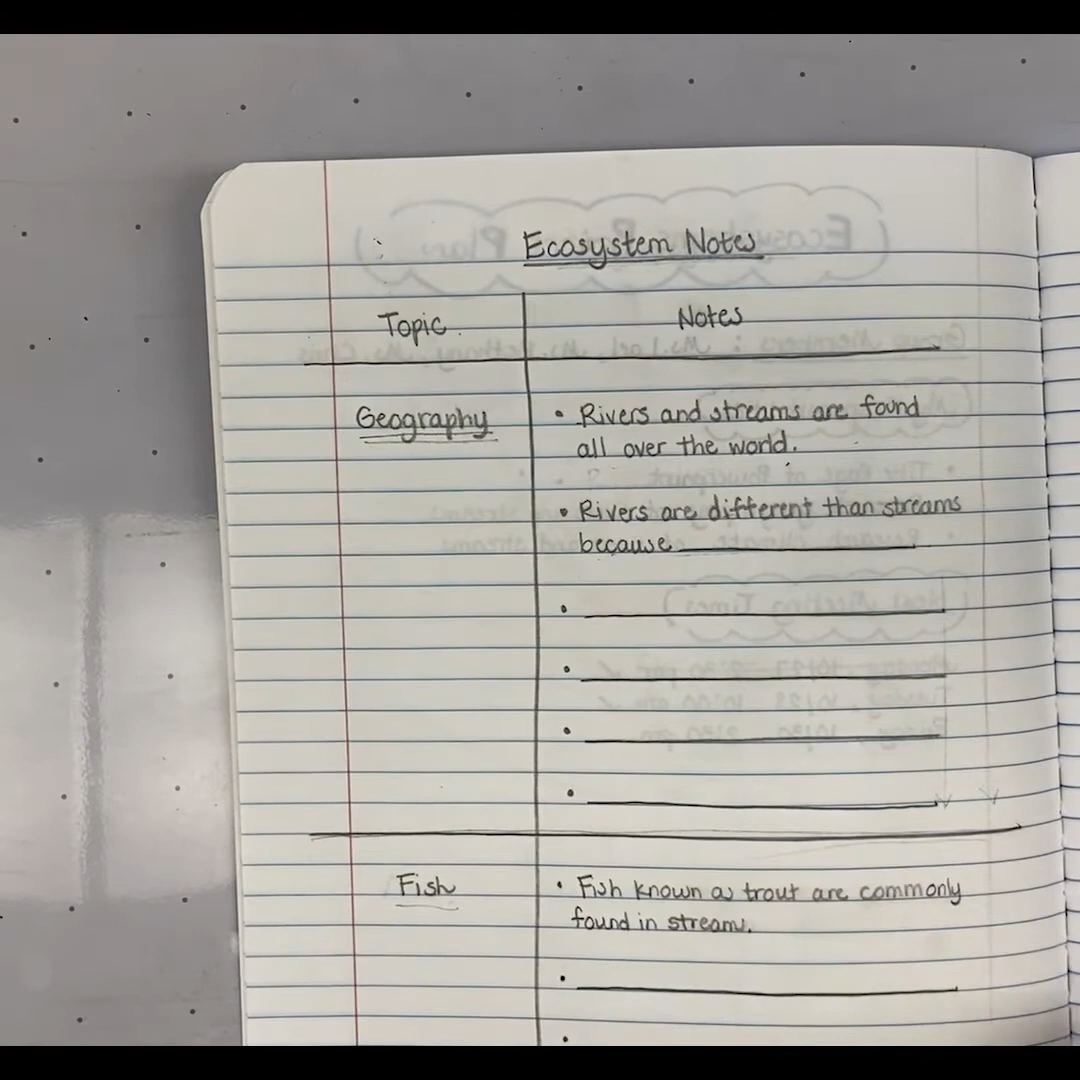 Ecosystem Notes
Topic
Notes
Geography
• Rivers and streams are found
all over the world.
• Rivers are different than streams
because
Fish
• Fish known as trout are commonly
found in streams.